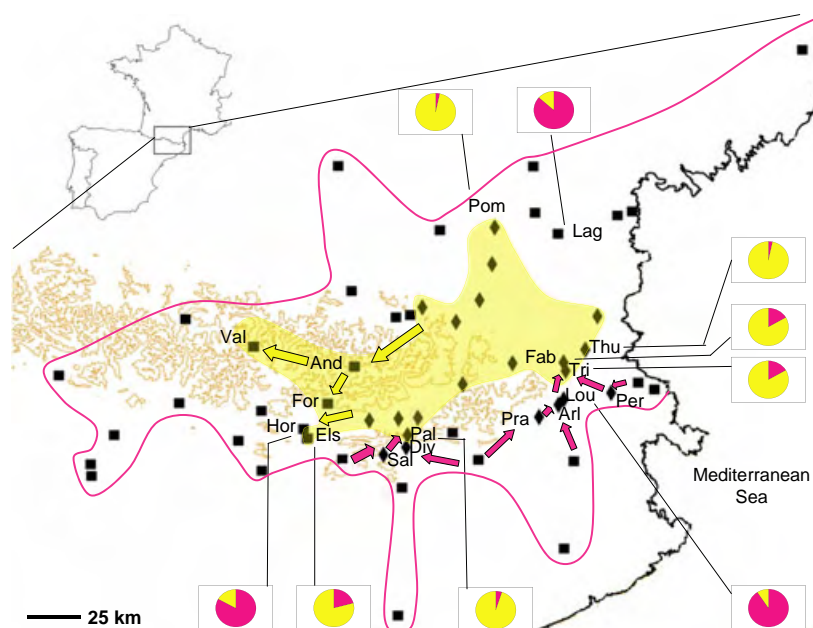 Pom
Lag
Val
And
Thu
Fab
Tri
For
Lou
Per
Pra
Arl
Hor
Els
Pal
Div
Sal
Mediterranean
Sea
25 km